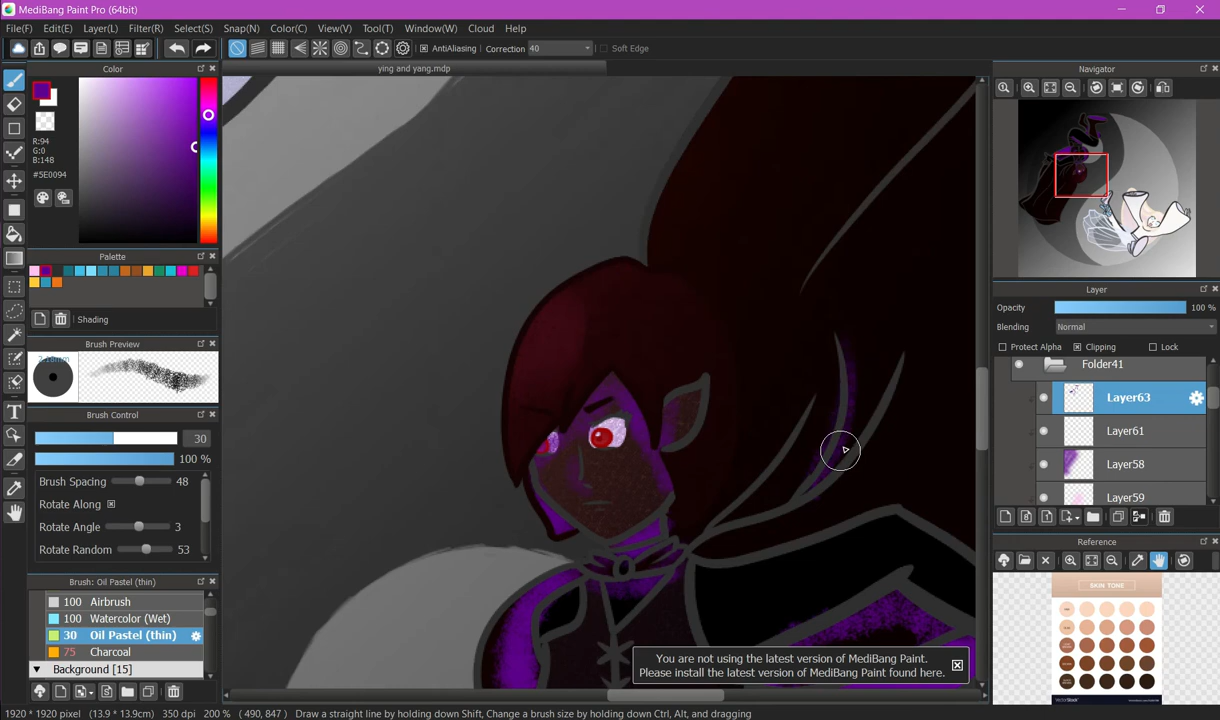 MediBang Paint Pro (64bit)
File(F) Edit(E) Layer(L) Filter(R) Select(S) Snap(N) Color(C) View(V) Tool(T) Window(W) Cloud Help
AntiAliasing Correction 40 Soft Edge
Color
ying and yang.mdp
Navigator
R:94
G:0
B:148
#5E0094
Palette
Shading
Brush Preview
Brush Control
30
100 %
Brush Spacing 48
Rotate Along
Rotate Angle 3
Rotate Random 53
Brush: Oil Pastel (thin)
100 Airbrush
100 Watercolor (Wet)
30 Oil Pastel (thin)
75 Charcoal
Background [15]
Layer
Opacity 100 %
Blending Normal
Protect Alpha Clipping Lock
Folder41
Layer63
Layer61
Layer58
Layer59
Reference
SKIN TONE
You are not using the latest version of MediBang Paint.
Please install the latest version of MediBang Paint found here.
1920 * 1920 pixel (13.9 * 13.9cm) 350 dpi 200 % ( 490, 847 ) Draw a straight line by holding down Shift, Change a brush size by holding down Ctrl, Alt, and dragging